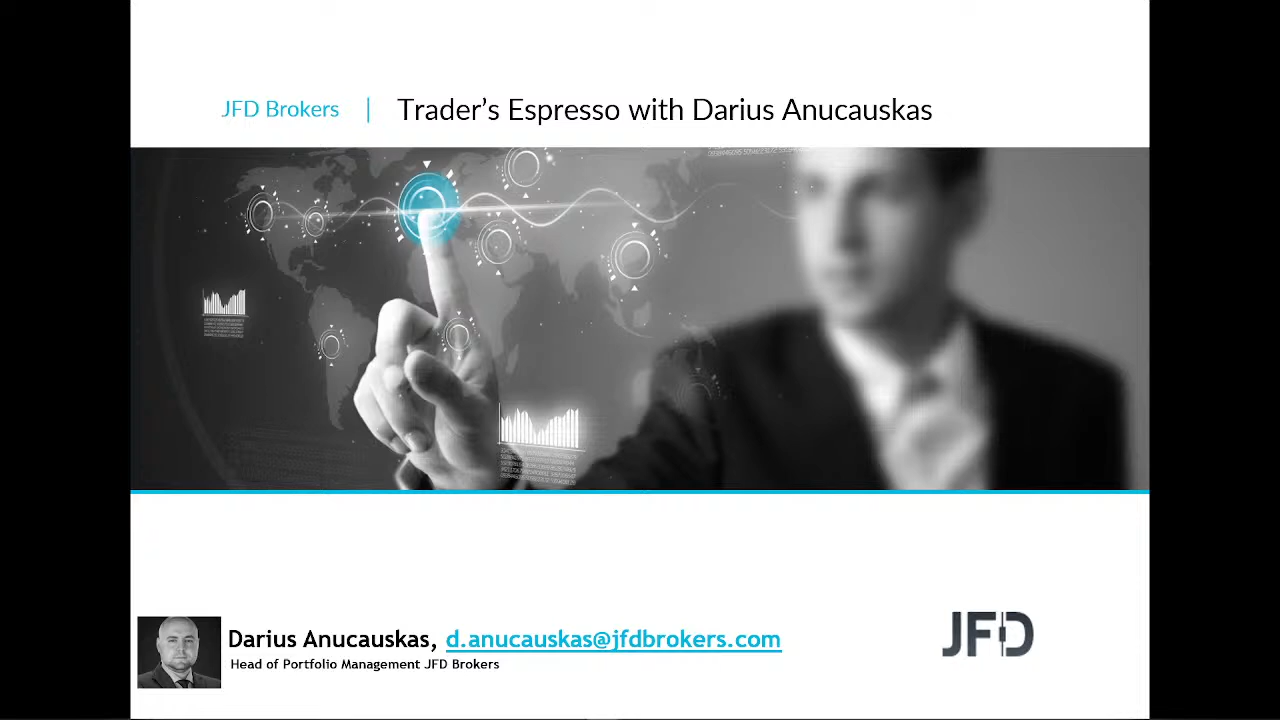 JFD Brokers | Trader's Espresso with Darius Anucauskas
Darius Anucauskas, d.anucauskas@jfdbrokers.com
Head of Portfolio Management JFD Brokers
JFD